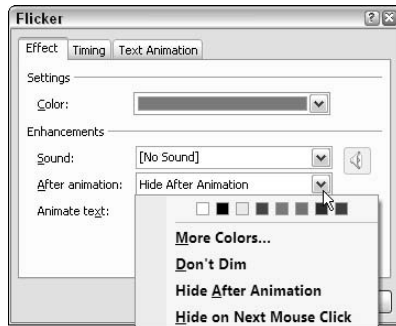 Flicker
Effect Timing Text Animation
Settings
Color:
Enhancements
Sound: [No Sound]
After animation: Hide After Animation
Animate text:
More Colors...
Don't Dim
Hide After Animation
Hide on Next Mouse Click